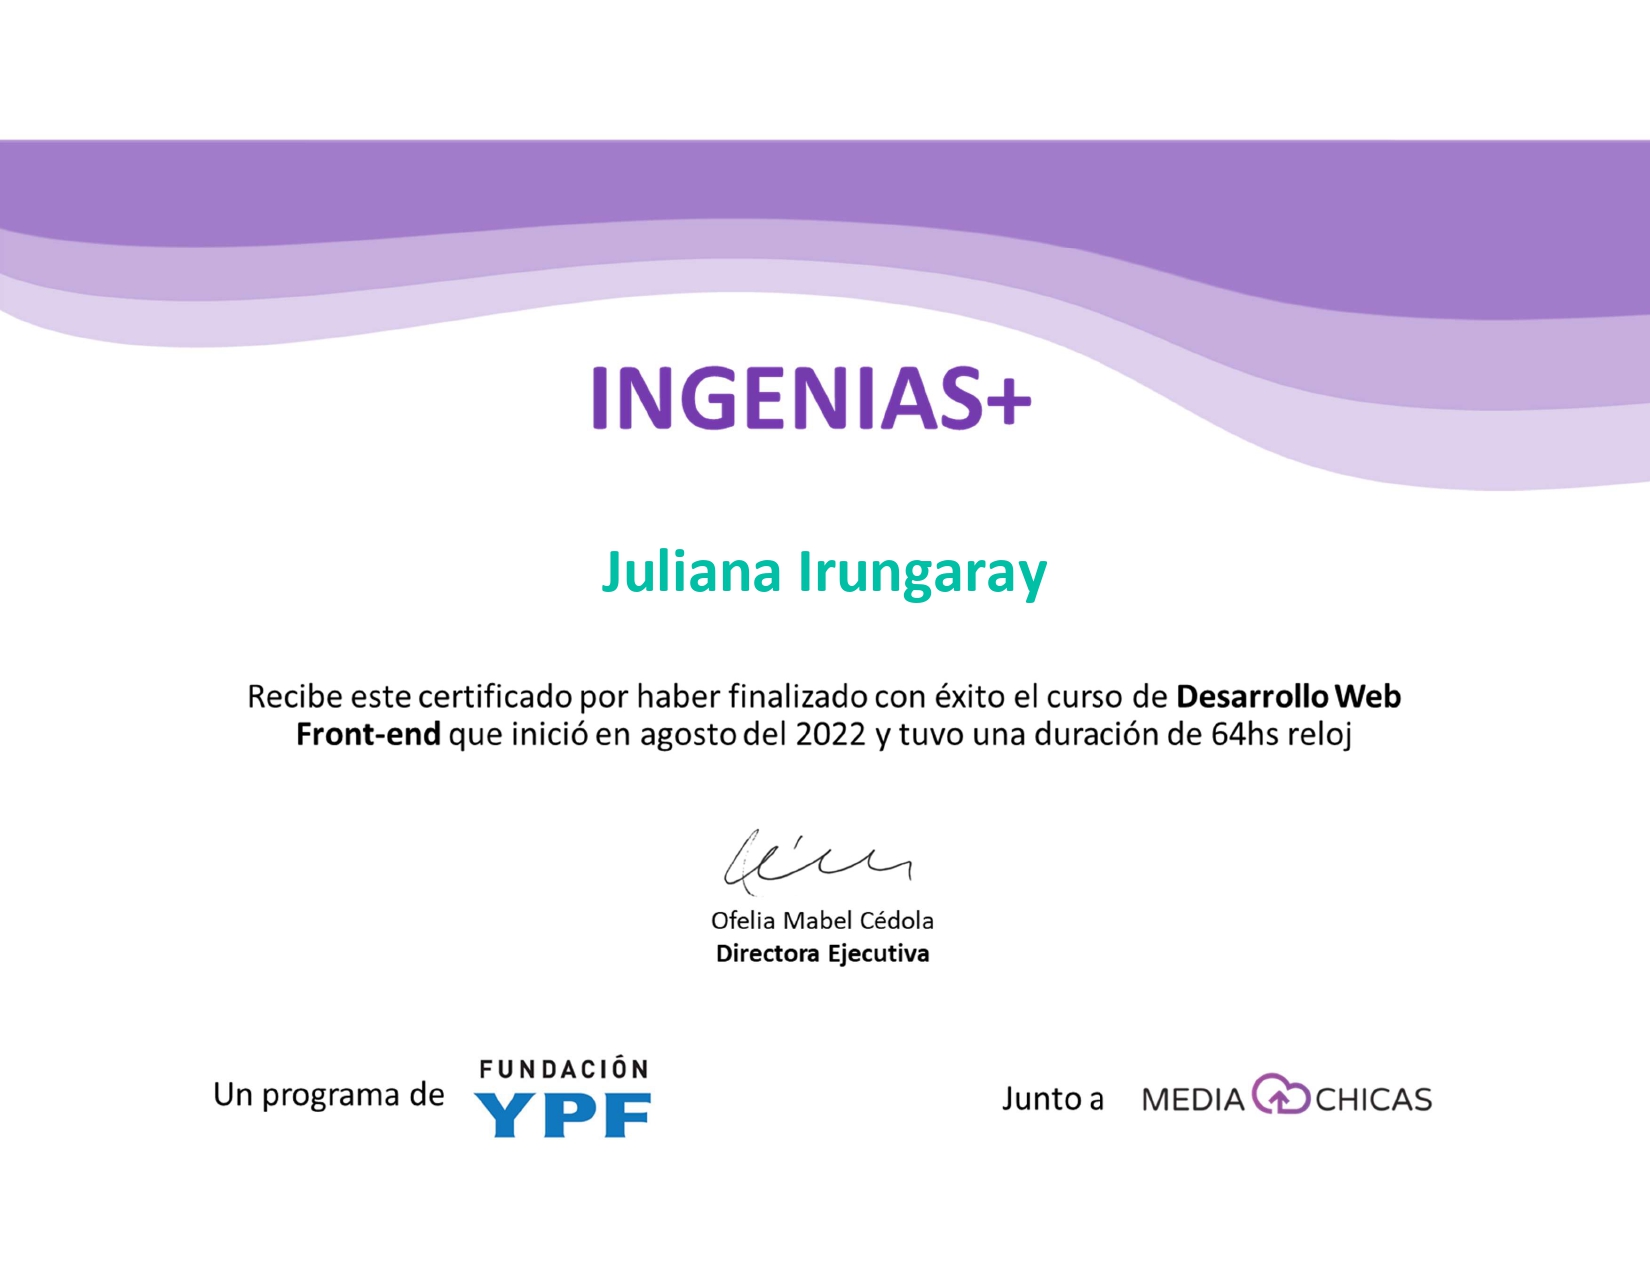 INGENIAS+
Juliana Irungaray
Recibe este certificado por haber finalizado con éxito el curso de Desarrollo Web
Front-end que inició en agosto del 2022 y tuvo una duración de 64hs reloj
Ofelia Mabel Cédola
Directora Ejecutiva
Un programa de
FUNDACIÓN
YPF
Junto a
MEDIA CHICAS